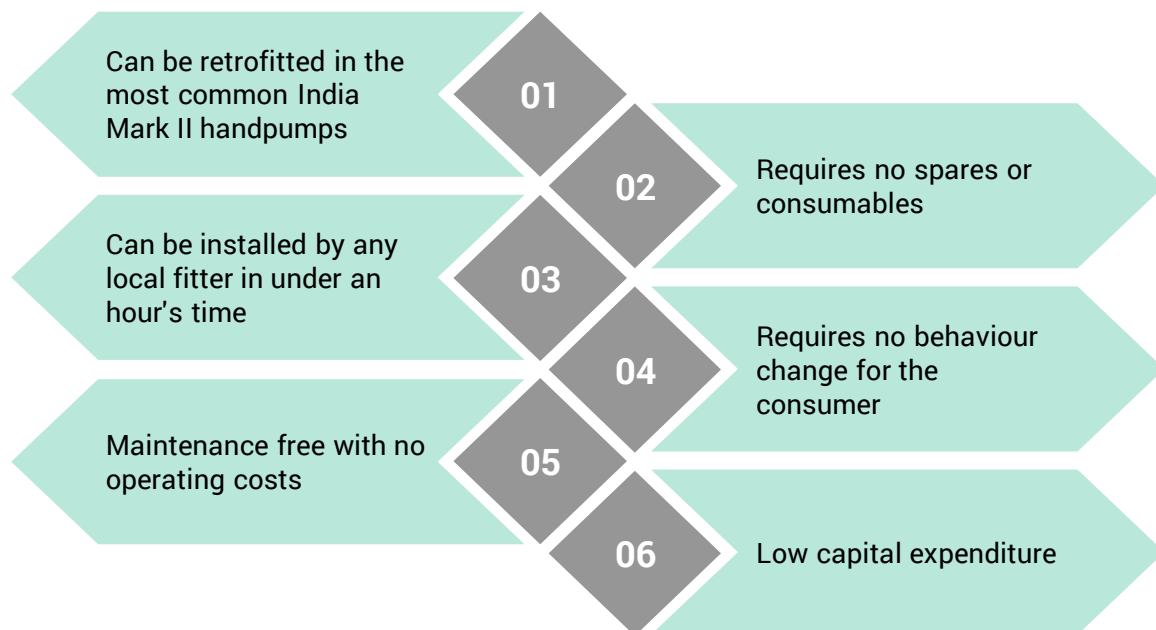 01
Can be retrofitted in the
most common India
Mark II handpumps
02
Requires no spares or
consumables
03
Can be installed by any
local fitter in under an
hour's time
04
Requires no behaviour
change for the
consumer
05
Maintenance free with no
operating costs
06
Low capital expenditure